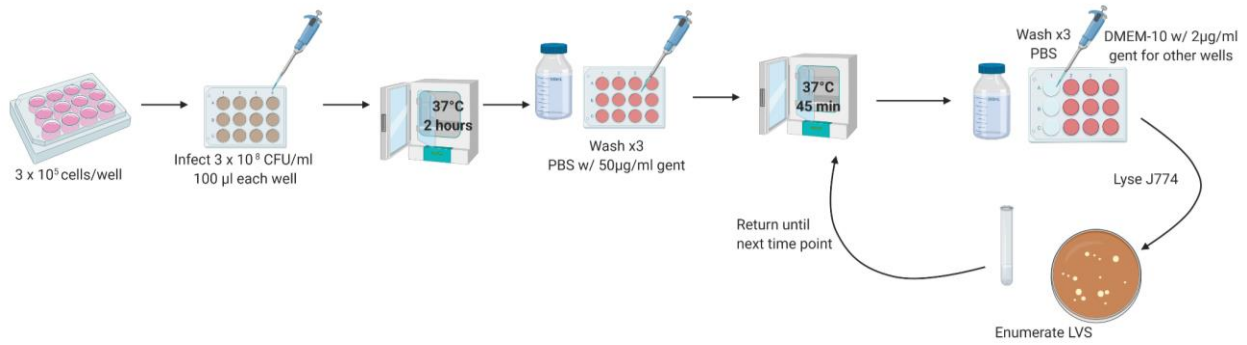 3 x 10⁵ cells/well
Infect 3 x 10⁸ CFU/ml
100 µl each well
37°C
2 hours
Wash x3
PBS w/ 50µg/ml gent
37°C
45 min
Wash x3
PBS
DMEM-10 w/ 2µg/ml
gent for other wells
Lyse J774
Return until
next time point
Enumerate LVS